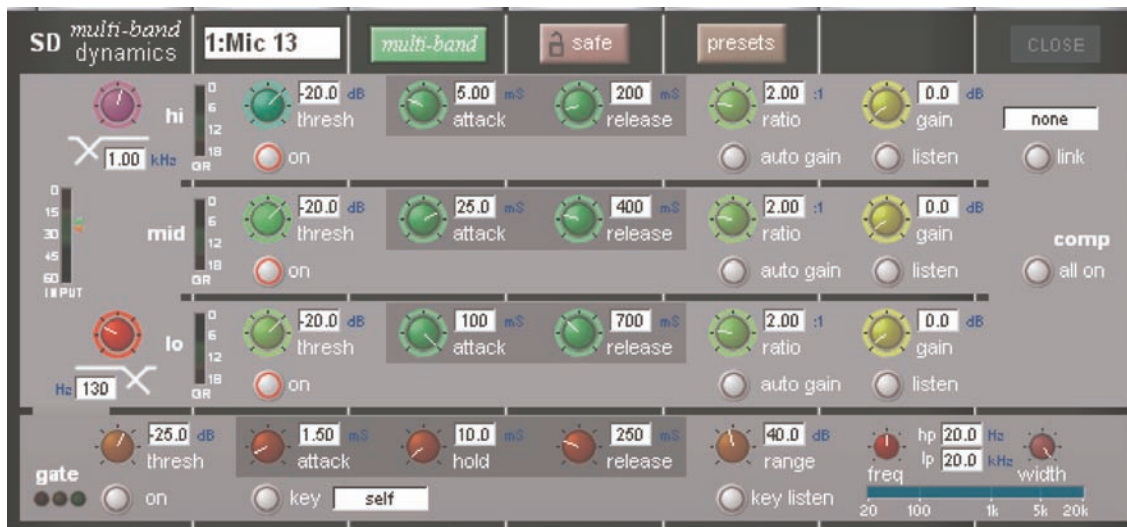 SD multi-band dynamics 1:Mic 13 multi-band safe presets CLOSE
hi 0 6 12 18 GR -20.0 dB thresh 5.00 mS attack 200 mS release 2.00 :1 ratio 0.0 dB gain none
1.00 kHz on auto gain listen link
0 15 30 45 60 INPUT
mid 0 6 12 18 GR -20.0 dB thresh 25.0 mS attack 400 mS release 2.00 :1 ratio 0.0 dB gain comp
on auto gain listen all on
lo 0 6 12 18 GR -20.0 dB thresh 100 mS attack 700 mS release 2.00 :1 ratio 0.0 dB gain
Hz 130 on auto gain listen
gate -25.0 dB thresh 1.50 mS attack 10.0 mS hold 250 mS release 40.0 dB range freq hp 20.0 Hz lp 20.0 kHz width
on key self key listen 20 100 1k 5k 20k